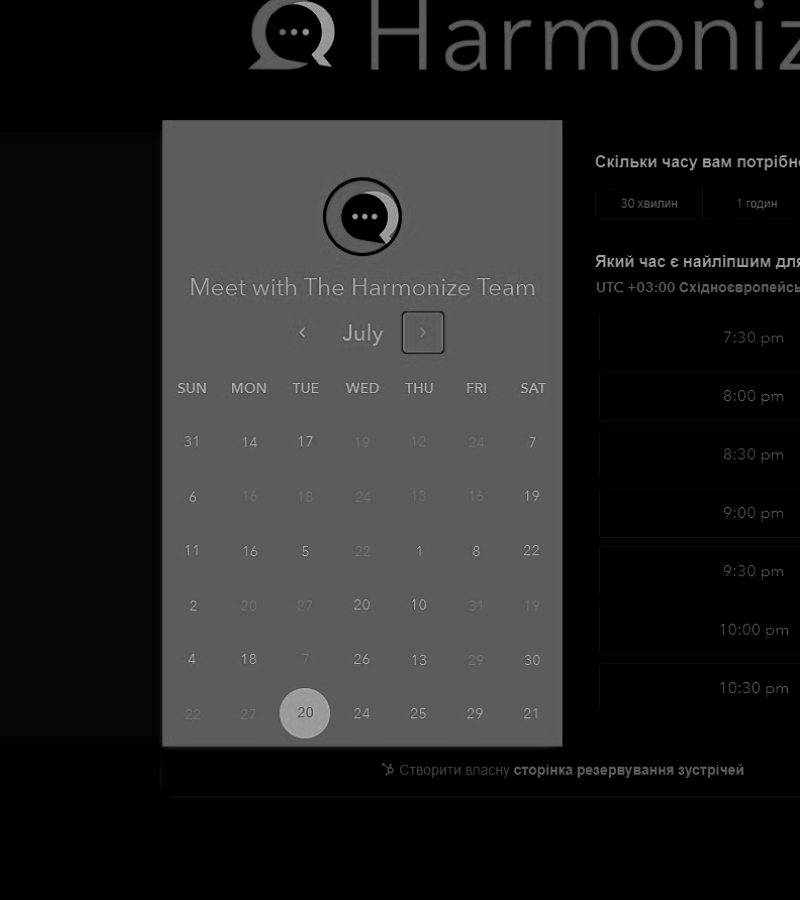 Harmoniz
Meet with The Harmonize Team
July
SUN MON TUE WED THU FRI SAT
31 14 17 19 12 24 7
6 16 18 24 13 16 19
11 16 5 22 1 8 22
2 20 27 20 10 31 19
4 18 7 26 13 29 30
22 27 20 24 25 29 21
Скільки часу вам потрібно
30 хвилин 1 годин
Який час є найліпшим для
UTC +03:00 Східноєвропейсь
7:30 pm
8:00 pm
8:30 pm
9:00 pm
9:30 pm
10:00 pm
10:30 pm
Створити власну сторінка резервування зустрічей